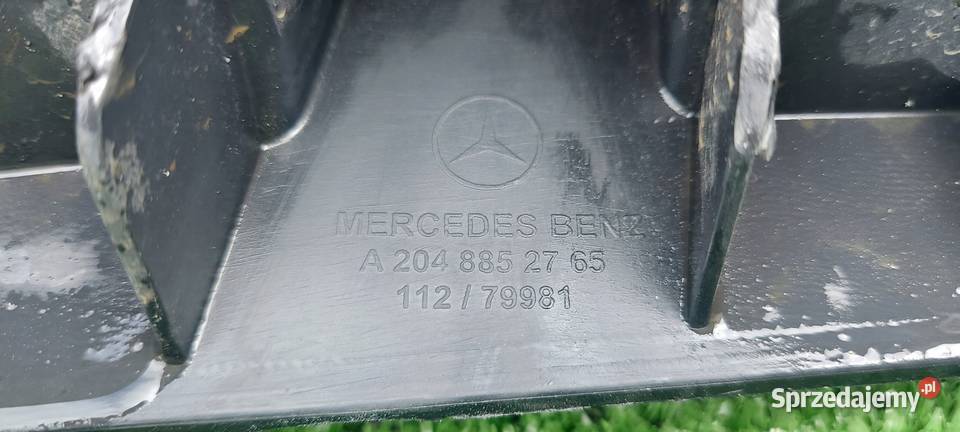 MERCEDES BENZ
A 204 885 27 65
112 / 79981
Sprzedajemy.pl